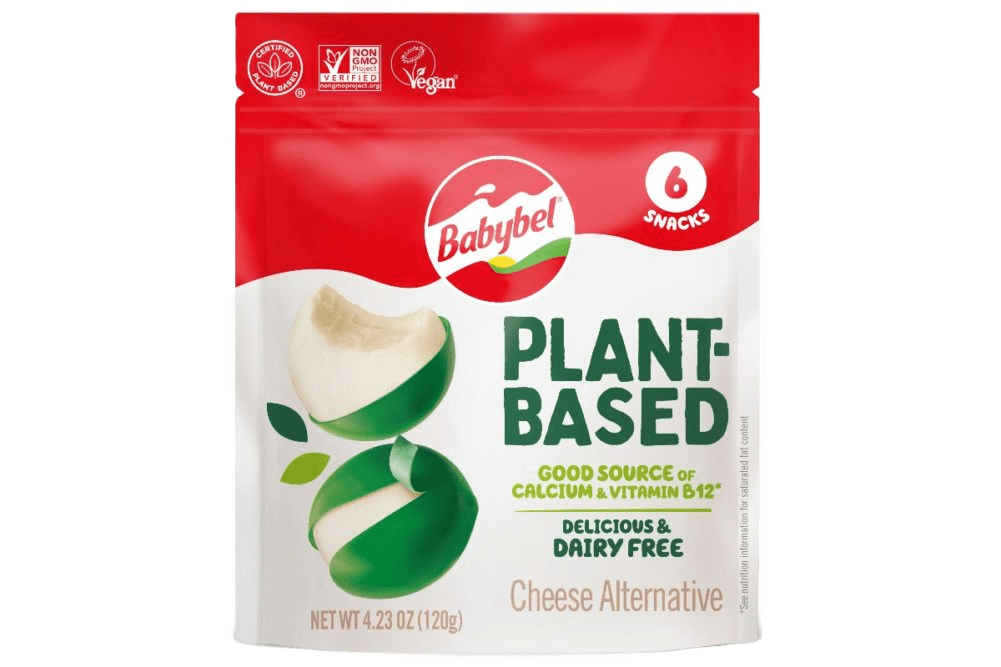 CERTIFIED
PLANT BASED
®
NON
GMO
Project
VERIFIED
nongmoproject.org
Vegan
6
SNACKS
Babybel®
PLANT-
BASED
GOOD SOURCE OF
CALCIUM & VITAMIN B12*
DELICIOUS &
DAIRY FREE
Cheese Alternative
NET WT 4.23 OZ (120g)
*See nutrition information for saturated fat content